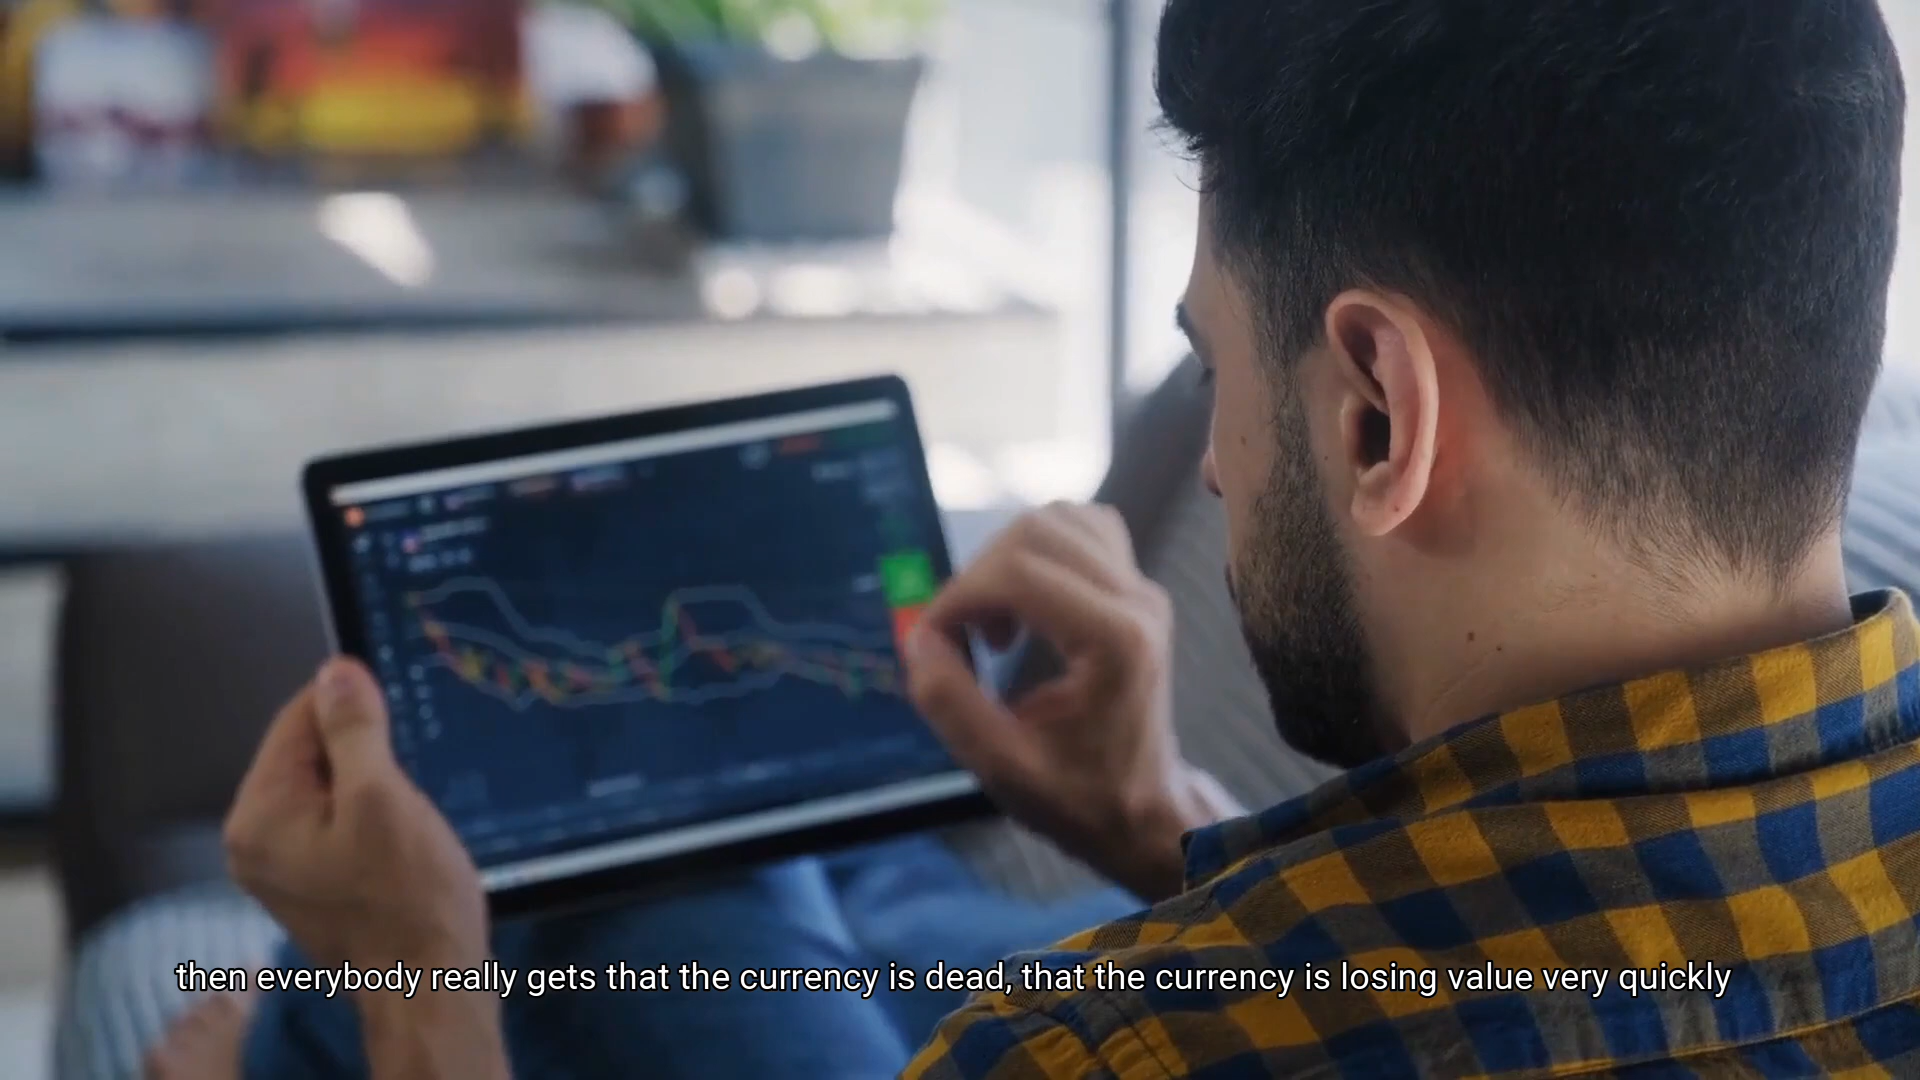 then everybody really gets that the currency is dead, that the currency is losing value very quickly